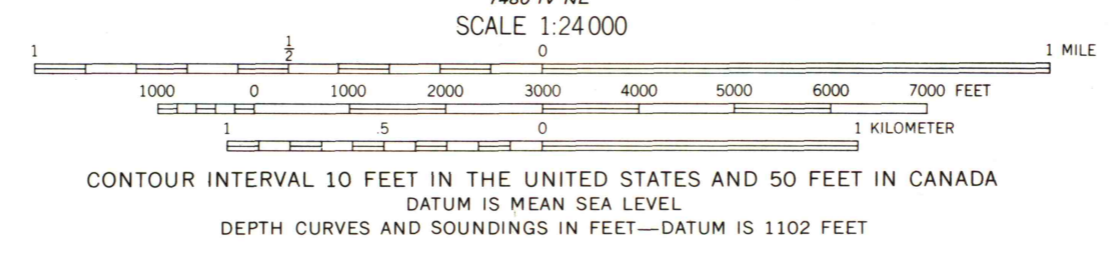 SCALE 1:24 000
1 ½ 0 1 MILE
1000 0 1000 2000 3000 4000 5000 6000 7000 FEET
1 .5 0 1 KILOMETER
CONTOUR INTERVAL 10 FEET IN THE UNITED STATES AND 50 FEET IN CANADA
DATUM IS MEAN SEA LEVEL
DEPTH CURVES AND SOUNDINGS IN FEET—DATUM IS 1102 FEET